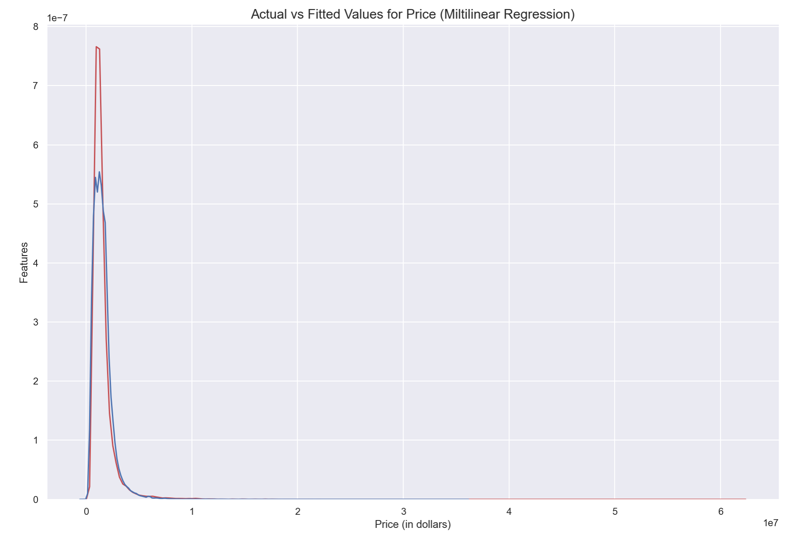 Actual vs Fitted Values for Price (Miltilinear Regression)
1e−7
8
7
6
5
4
3
2
1
0
Features
0 1 2 3 4 5 6
1e7
Price (in dollars)